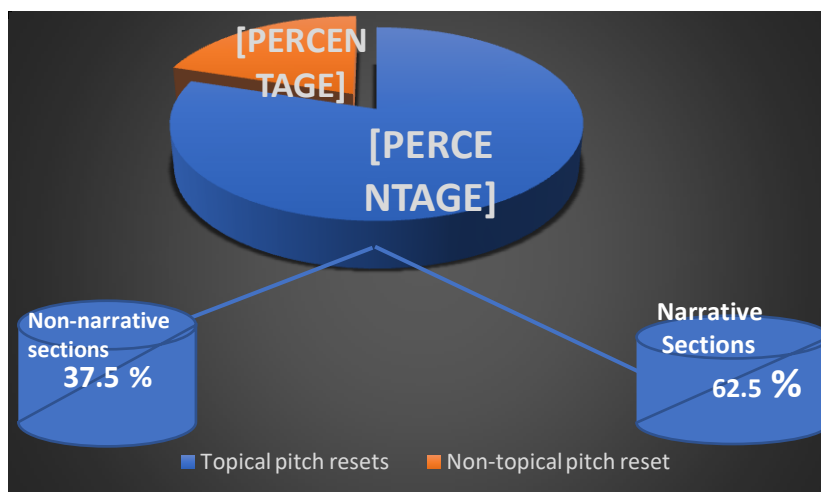 [PERCEN
TAGE]
[PERCE
NTAGE]
Non-narrative
sections
37.5 %
Narrative
Sections
62.5 %
Topical pitch resets
Non-topical pitch reset